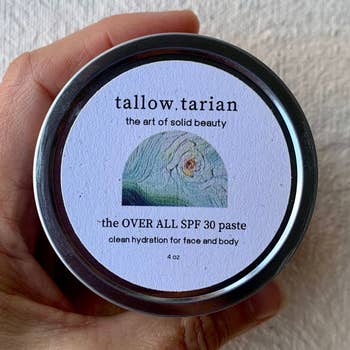 tallow.tarian
the art of solid beauty
the OVER ALL SPF 30 paste
clean hydration for face and body
4 oz